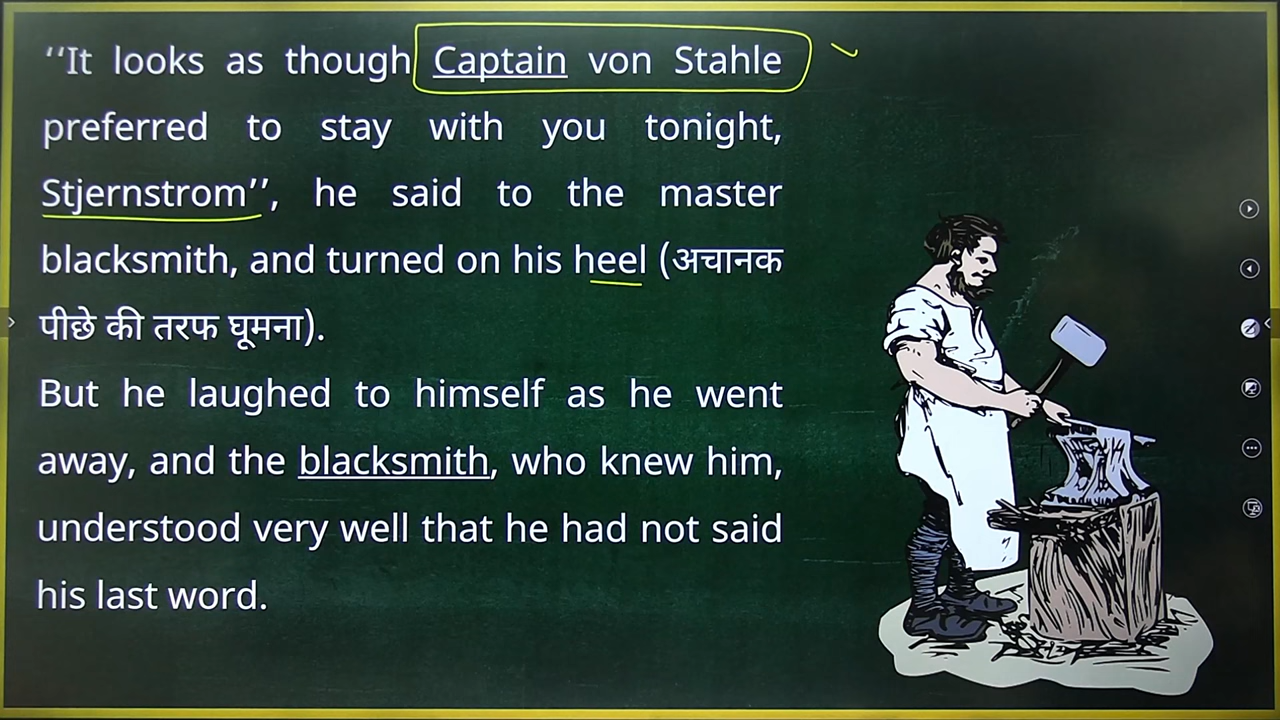 ‘‘It looks as though Captain von Stahle
preferred to stay with you tonight,
Stjernstrom’’, he said to the master
blacksmith, and turned on his heel (अचानक
पीछे की तरफ घूमना).
But he laughed to himself as he went
away, and the blacksmith, who knew him,
understood very well that he had not said
his last word.